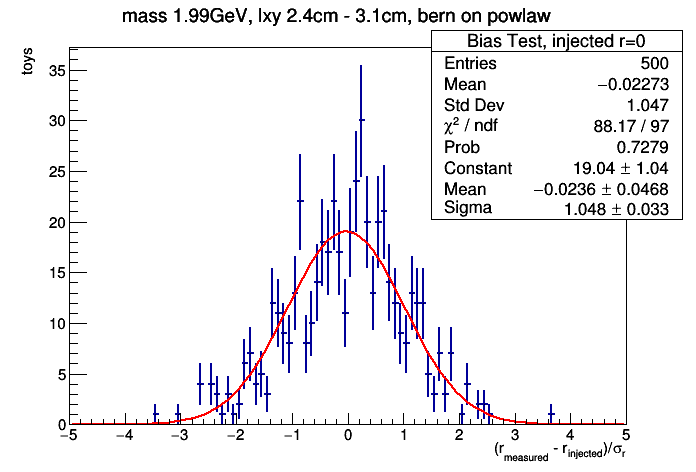 mass 1.99GeV, lxy 2.4cm - 3.1cm, bern on powlaw
Bias Test, injected r=0
Entries 500
Mean −0.02273
Std Dev 1.047
χ² / ndf 88.17 / 97
Prob 0.7279
Constant 19.04 ± 1.04
Mean −0.0236 ± 0.0468
Sigma 1.048 ± 0.033
toys
35
30
25
20
15
10
5
0
−5 −4 −3 −2 −1 0 1 2 3 4 5
(r_measured - r_injected)/σ_r